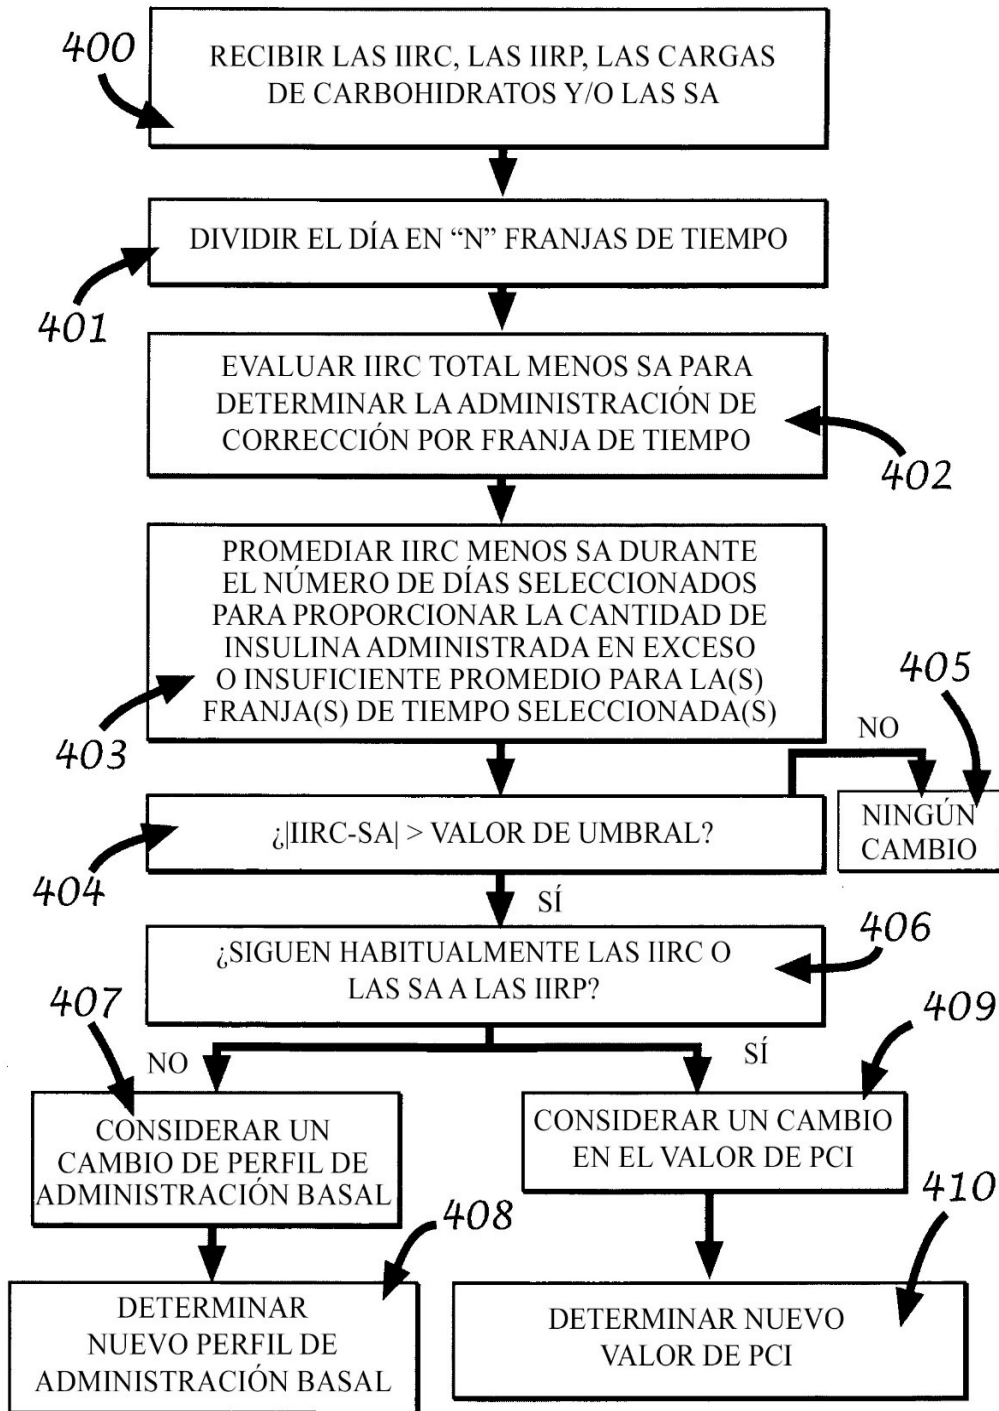 400
RECIBIR LAS IIRC, LAS IIRP, LAS CARGAS
DE CARBOHIDRATOS Y/O LAS SA
DIVIDIR EL DÍA EN “N” FRANJAS DE TIEMPO
401
EVALUAR IIRC TOTAL MENOS SA PARA
DETERMINAR LA ADMINISTRACIÓN DE
CORRECCIÓN POR FRANJA DE TIEMPO
402
PROMEDIAR IIRC MENOS SA DURANTE
EL NÚMERO DE DÍAS SELECCIONADOS
PARA PROPORCIONAR LA CANTIDAD DE
INSULINA ADMINISTRADA EN EXCESO
O INSUFICIENTE PROMEDIO PARA LA(S)
FRANJA(S) DE TIEMPO SELECCIONADA(S)
403
405
NO
NINGÚN
CAMBIO
¿|IIRC-SA| > VALOR DE UMBRAL?
404
SÍ
¿SIGUEN HABITUALMENTE LAS IIRC O
LAS SA A LAS IIRP?
406
407
NO
SÍ
409
CONSIDERAR UN
CAMBIO DE PERFIL DE
ADMINISTRACIÓN BASAL
CONSIDERAR UN CAMBIO
EN EL VALOR DE PCI
408
410
DETERMINAR
NUEVO PERFIL DE
ADMINISTRACIÓN BASAL
DETERMINAR NUEVO
VALOR DE PCI